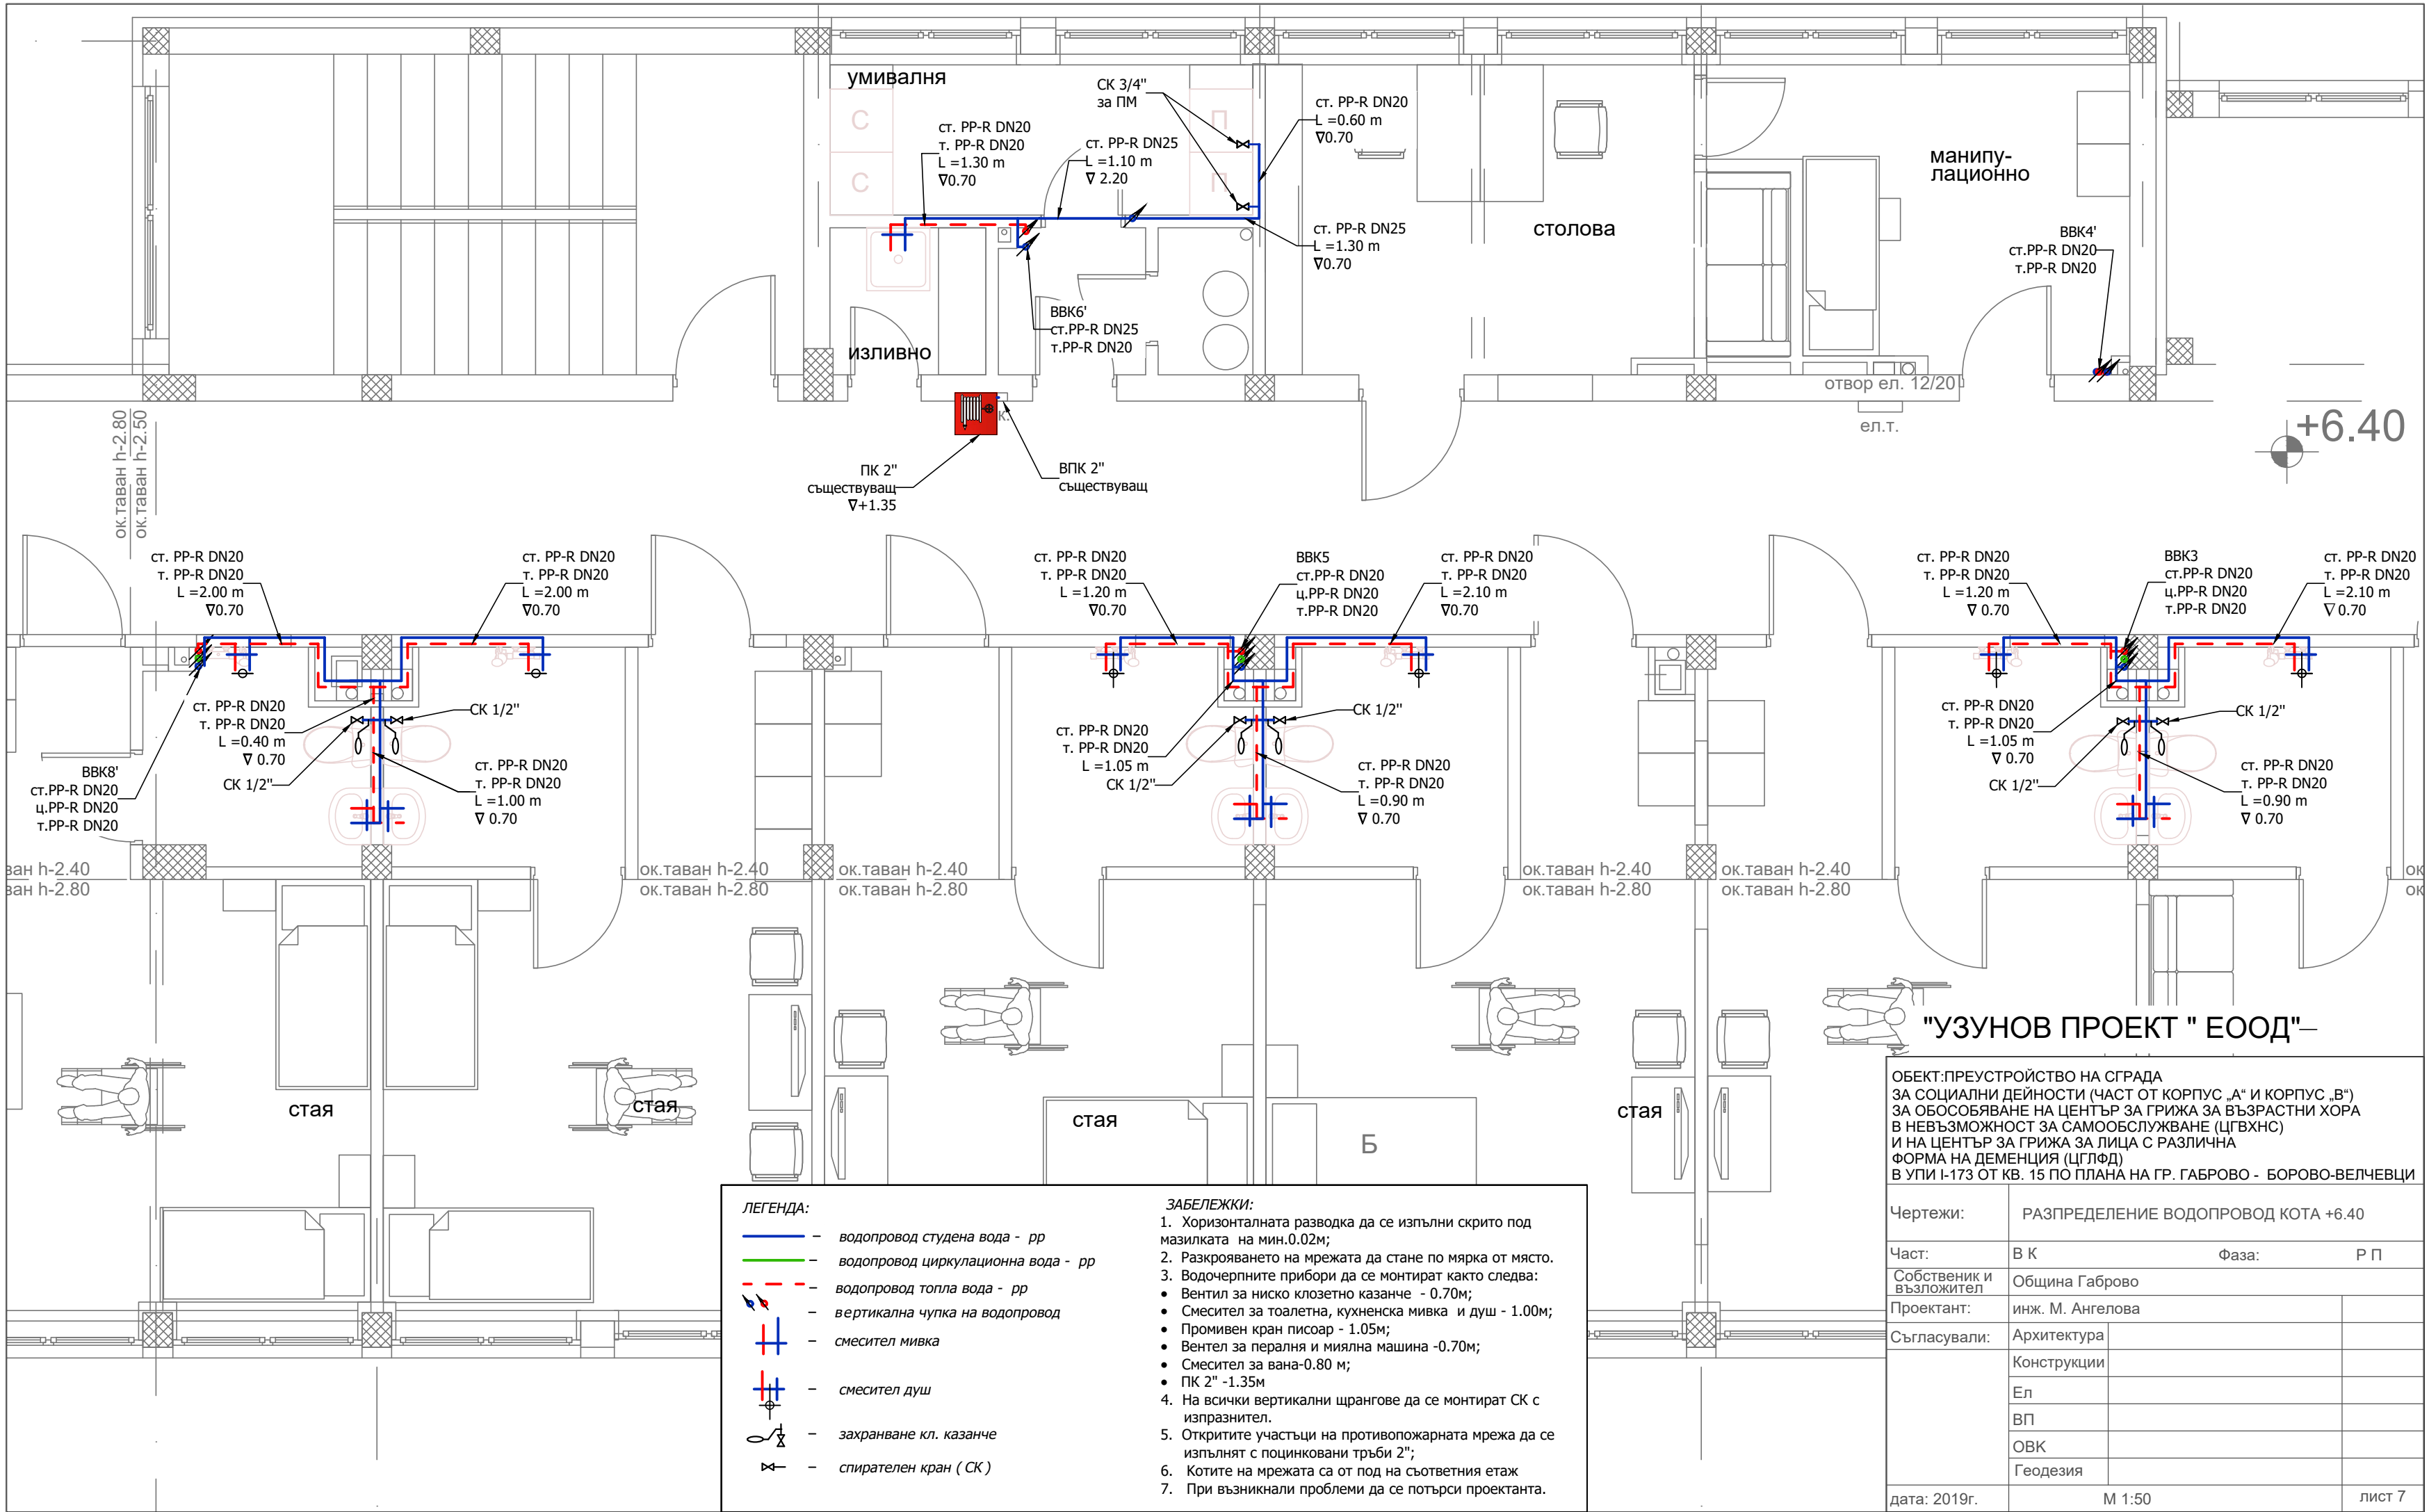 умивалня
С
С
П
П
СК 3/4"
за ПМ
ст. PP-R DN20
т. PP-R DN20
L =1.30 m
∇0.70
ст. PP-R DN25
L =1.10 m
∇ 2.20
ст. PP-R DN20
L =0.60 m
∇0.70
ст. PP-R DN25
L =1.30 m
∇0.70
столова
манипу-
лационно
ВВК4'
ст.PP-R DN20
т.PP-R DN20
ВВК6'
ст.PP-R DN25
т.PP-R DN20
изливно
отвор ел. 12/20
ел.т.
+6.40
к.
ПК 2"
съществуващ
∇+1.35
ВПК 2"
съществуващ
ок.таван h-2.80
ок.таван h-2.50
ст. PP-R DN20
т. PP-R DN20
L =2.00 m
∇0.70
ст. PP-R DN20
т. PP-R DN20
L =2.00 m
∇0.70
ст. PP-R DN20
т. PP-R DN20
L =1.20 m
∇0.70
ВВК5
ст.PP-R DN20
ц.PP-R DN20
т.PP-R DN20
ст. PP-R DN20
т. PP-R DN20
L =2.10 m
∇0.70
ст. PP-R DN20
т. PP-R DN20
L =1.20 m
∇ 0.70
ВВК3
ст.PP-R DN20
ц.PP-R DN20
т.PP-R DN20
ст. PP-R DN20
т. PP-R DN20
L =2.10 m
∇ 0.70
ст. PP-R DN20
т. PP-R DN20
L =0.40 m
∇ 0.70
СК 1/2"
СК 1/2"
ВВК8'
ст.PP-R DN20
ц.PP-R DN20
т.PP-R DN20
ст. PP-R DN20
т. PP-R DN20
L =1.00 m
∇ 0.70
ст. PP-R DN20
т. PP-R DN20
L =1.05 m
СК 1/2"
СК 1/2"
ст. PP-R DN20
т. PP-R DN20
L =0.90 m
∇ 0.70
ст. PP-R DN20
т. PP-R DN20
L =1.05 m
∇ 0.70
СК 1/2"
СК 1/2"
ст. PP-R DN20
т. PP-R DN20
L =0.90 m
∇ 0.70
ван h-2.40
ван h-2.80
ок.таван h-2.40
ок.таван h-2.80
ок.таван h-2.40
ок.таван h-2.80
ок.таван h-2.40
ок.таван h-2.80
ок.таван h-2.40
ок.таван h-2.80
ок
ок
стая
стая
стая
стая
Б
"УЗУНОВ ПРОЕКТ " ЕООД"
ОБЕКТ:ПРЕУСТРОЙСТВО НА СГРАДА
ЗА СОЦИАЛНИ ДЕЙНОСТИ (ЧАСТ ОТ КОРПУС „А“ И КОРПУС „В“)
ЗА ОБОСОБЯВАНЕ НА ЦЕНТЪР ЗА ГРИЖА ЗА ВЪЗРАСТНИ ХОРА
В НЕВЪЗМОЖНОСТ ЗА САМООБСЛУЖВАНЕ (ЦГВХНС)
И НА ЦЕНТЪР ЗА ГРИЖА ЗА ЛИЦА С РАЗЛИЧНА
ФОРМА НА ДЕМЕНЦИЯ (ЦГЛФД)
В УПИ I-173 ОТ КВ. 15 ПО ПЛАНА НА ГР. ГАБРОВО - БОРОВО-ВЕЛЧЕВЦИ
Чертежи: РАЗПРЕДЕЛЕНИЕ ВОДОПРОВОД КОТА +6.40
Част: В К Фаза: Р П
Собственик и
възложител
Община Габрово
Проектант: инж. М. Ангелова
Съгласували: Архитектура
Конструкции
Ел
ВП
ОВК
Геодезия
дата: 2019г. М 1:50 лист 7
ЛЕГЕНДА:
– водопровод студена вода - рр
– водопровод циркулационна вода - рр
– водопровод топла вода - рр
– вертикална чупка на водопровод
– смесител мивка
– смесител душ
– захранване кл. казанче
– спирателен кран ( СК )
ЗАБЕЛЕЖКИ:
1. Хоризонталната разводка да се изпълни скрито под
мазилката на мин.0.02м;
2. Разкрояването на мрежата да стане по мярка от място.
3. Водочерпните прибори да се монтират както следва:
• Вентил за ниско клозетно казанче - 0.70м;
• Смесител за тоалетна, кухненска мивка и душ - 1.00м;
• Промивен кран писоар - 1.05м;
• Вентел за пералня и миялна машина -0.70м;
• Смесител за вана-0.80 м;
• ПК 2" -1.35м
4. На всички вертикални щрангове да се монтират СК с
изпразнител.
5. Откритите участъци на противопожарната мрежа да се
изпълнят с поцинковани тръби 2";
6. Котите на мрежата са от под на съответния етаж
7. При възникнали проблеми да се потърси проектанта.